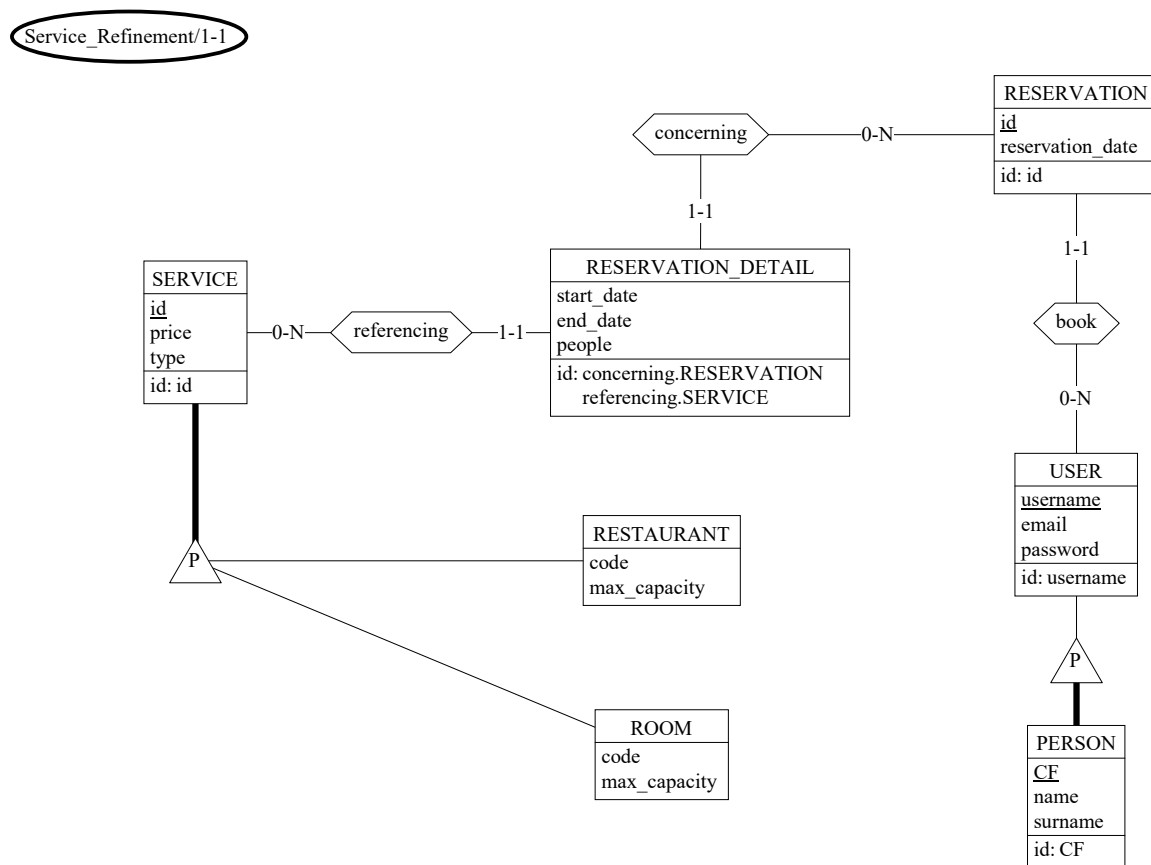 Service_Refinement/1-1
RESERVATION
id
reservation_date
id: id
concerning
0-N
1-1
1-1
SERVICE
id
price
type
id: id
0-N
referencing
1-1
RESERVATION_DETAIL
start_date
end_date
people
id: concerning.RESERVATION
referencing.SERVICE
book
0-N
USER
username
email
password
id: username
P
RESTAURANT
code
max_capacity
P
ROOM
code
max_capacity
PERSON
CF
name
surname
id: CF